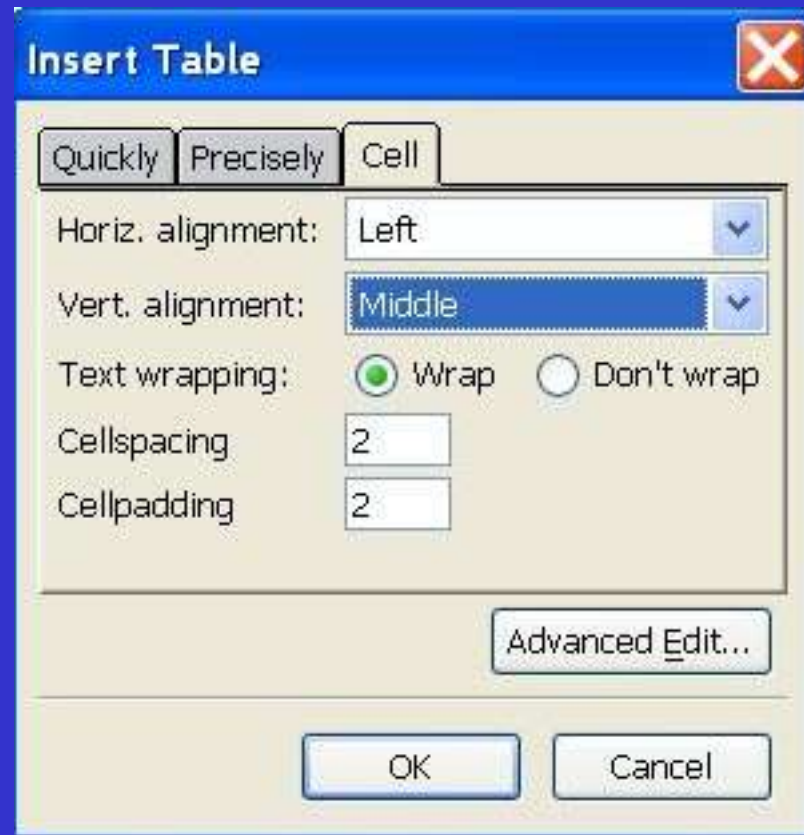 Insert Table
Quickly Precisely Cell
Horiz. alignment: Left
Vert. alignment: Middle
Text wrapping: Wrap Don't wrap
Cellspacing 2
Cellpadding 2
Advanced Edit...
OK Cancel